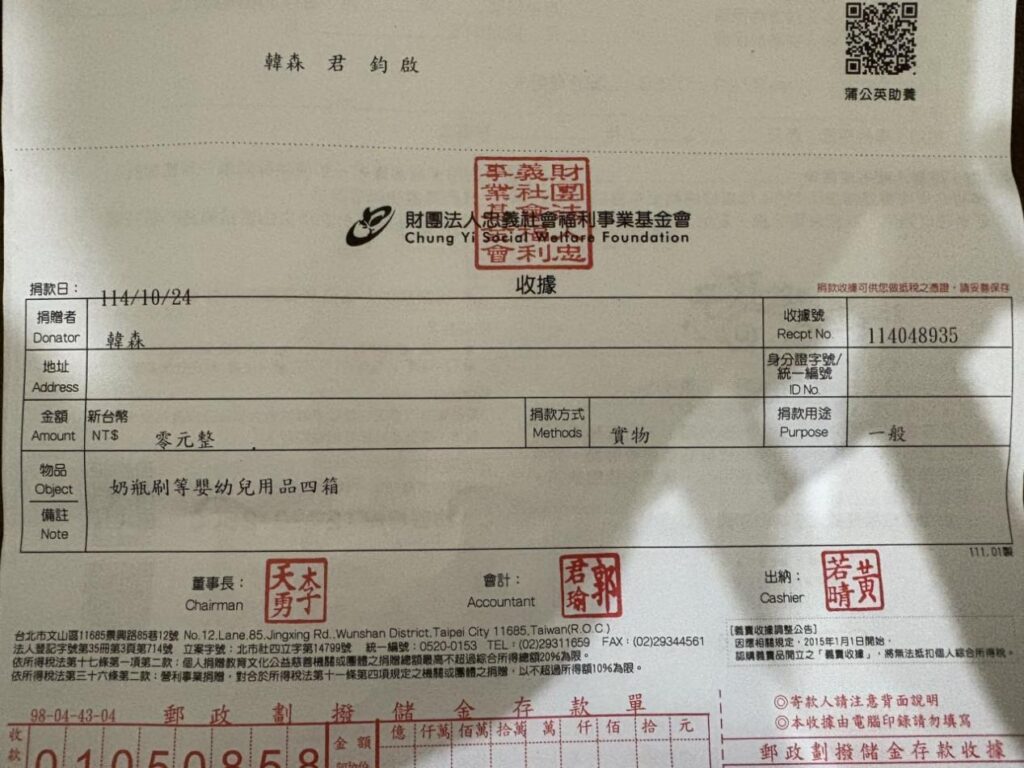 韓森 君 鈞啟
蒲公英助養
財團法人忠義社會福利事業基金會
Chung Yi Social Welfare Foundation
收據
捐款日： 114/10/24
捐款收據可供您做抵稅之憑證，請妥善保存
捐贈者 Donator 韓森
收據號 Recpt No. 114048935
地址 Address
身分證字號/統一編號 ID No.
金額 Amount 新台幣 NT$ 零元整
捐款方式 Methods 實物
捐款用途 Purpose 一般
物品 Object 奶瓶刷等嬰幼兒用品四箱
備註 Note
111.01製
董事長： Chairman
會計： Accountant 郭君瑜
出納： Cashier 黃若晴
台北市文山區11685景興路85巷12號 No.12,Lane,85,Jingxing Rd.,Wunshan District,Taipei City 11685,Taiwan(R.O.C.)
法人登記字號第35冊第3頁第714號 立案字號：北市社四立字第14799號 統一編號：0520-0153 TEL：(02)29311659 FAX：(02)29344561
依所得稅法第十七條第一項第二款：個人捐贈教育文化公益慈善機關或團體之捐贈總額最高不超過綜合所得總額20%為限。
依所得稅法第三十六條第二款：營利事業捐贈，對合於所得稅法第十一條第四項規定之機關或團體之捐贈，以不超過所得額10%為限。
[義賣收據調整公告]
因應相關規定，2015年1月1日開始，
認購義賣品開立之「義賣收據」，將無法抵扣個人綜合所得稅。
98-04-43-04 郵政劃撥儲金存款單
◎寄款人請注意背面說明
◎本收據由電腦印錄請勿填寫
郵政劃撥儲金存款收據
收款
01050858
金額
億 仟萬 佰萬 拾萬 萬 仟 佰 拾 元